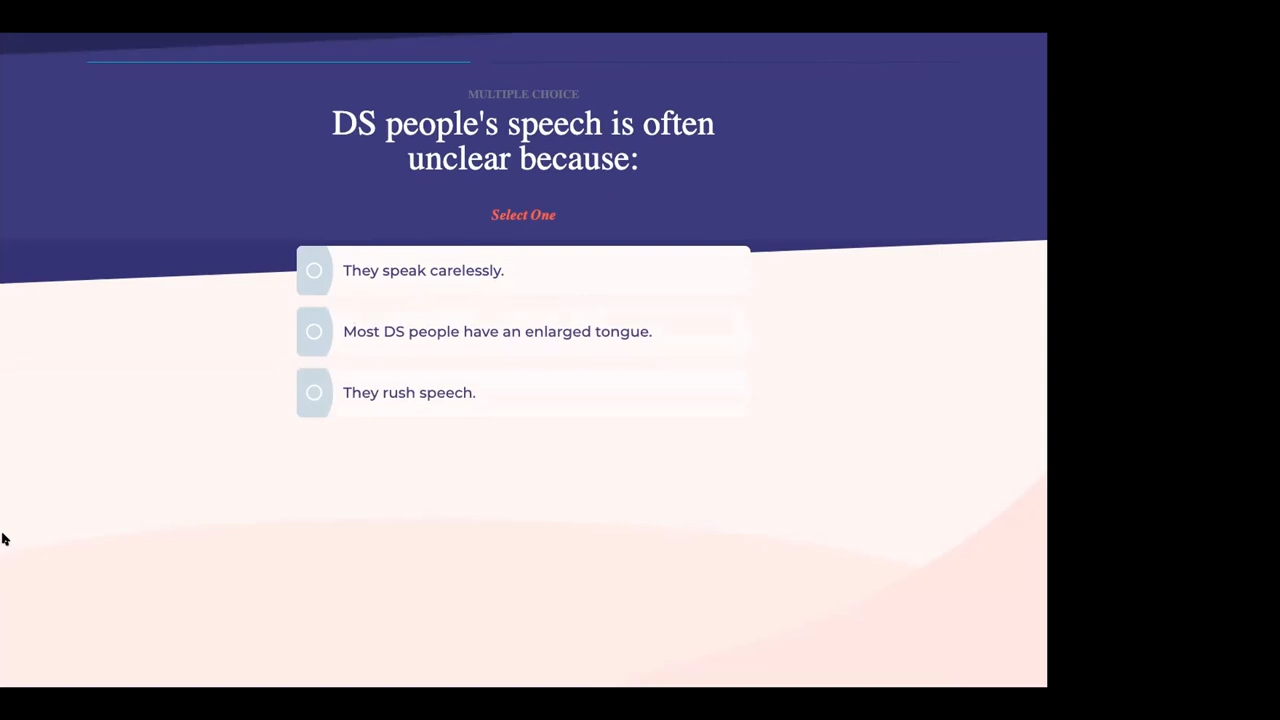 MULTIPLE CHOICE
DS people's speech is often
unclear because:
Select One
They speak carelessly.
Most DS people have an enlarged tongue.
They rush speech.